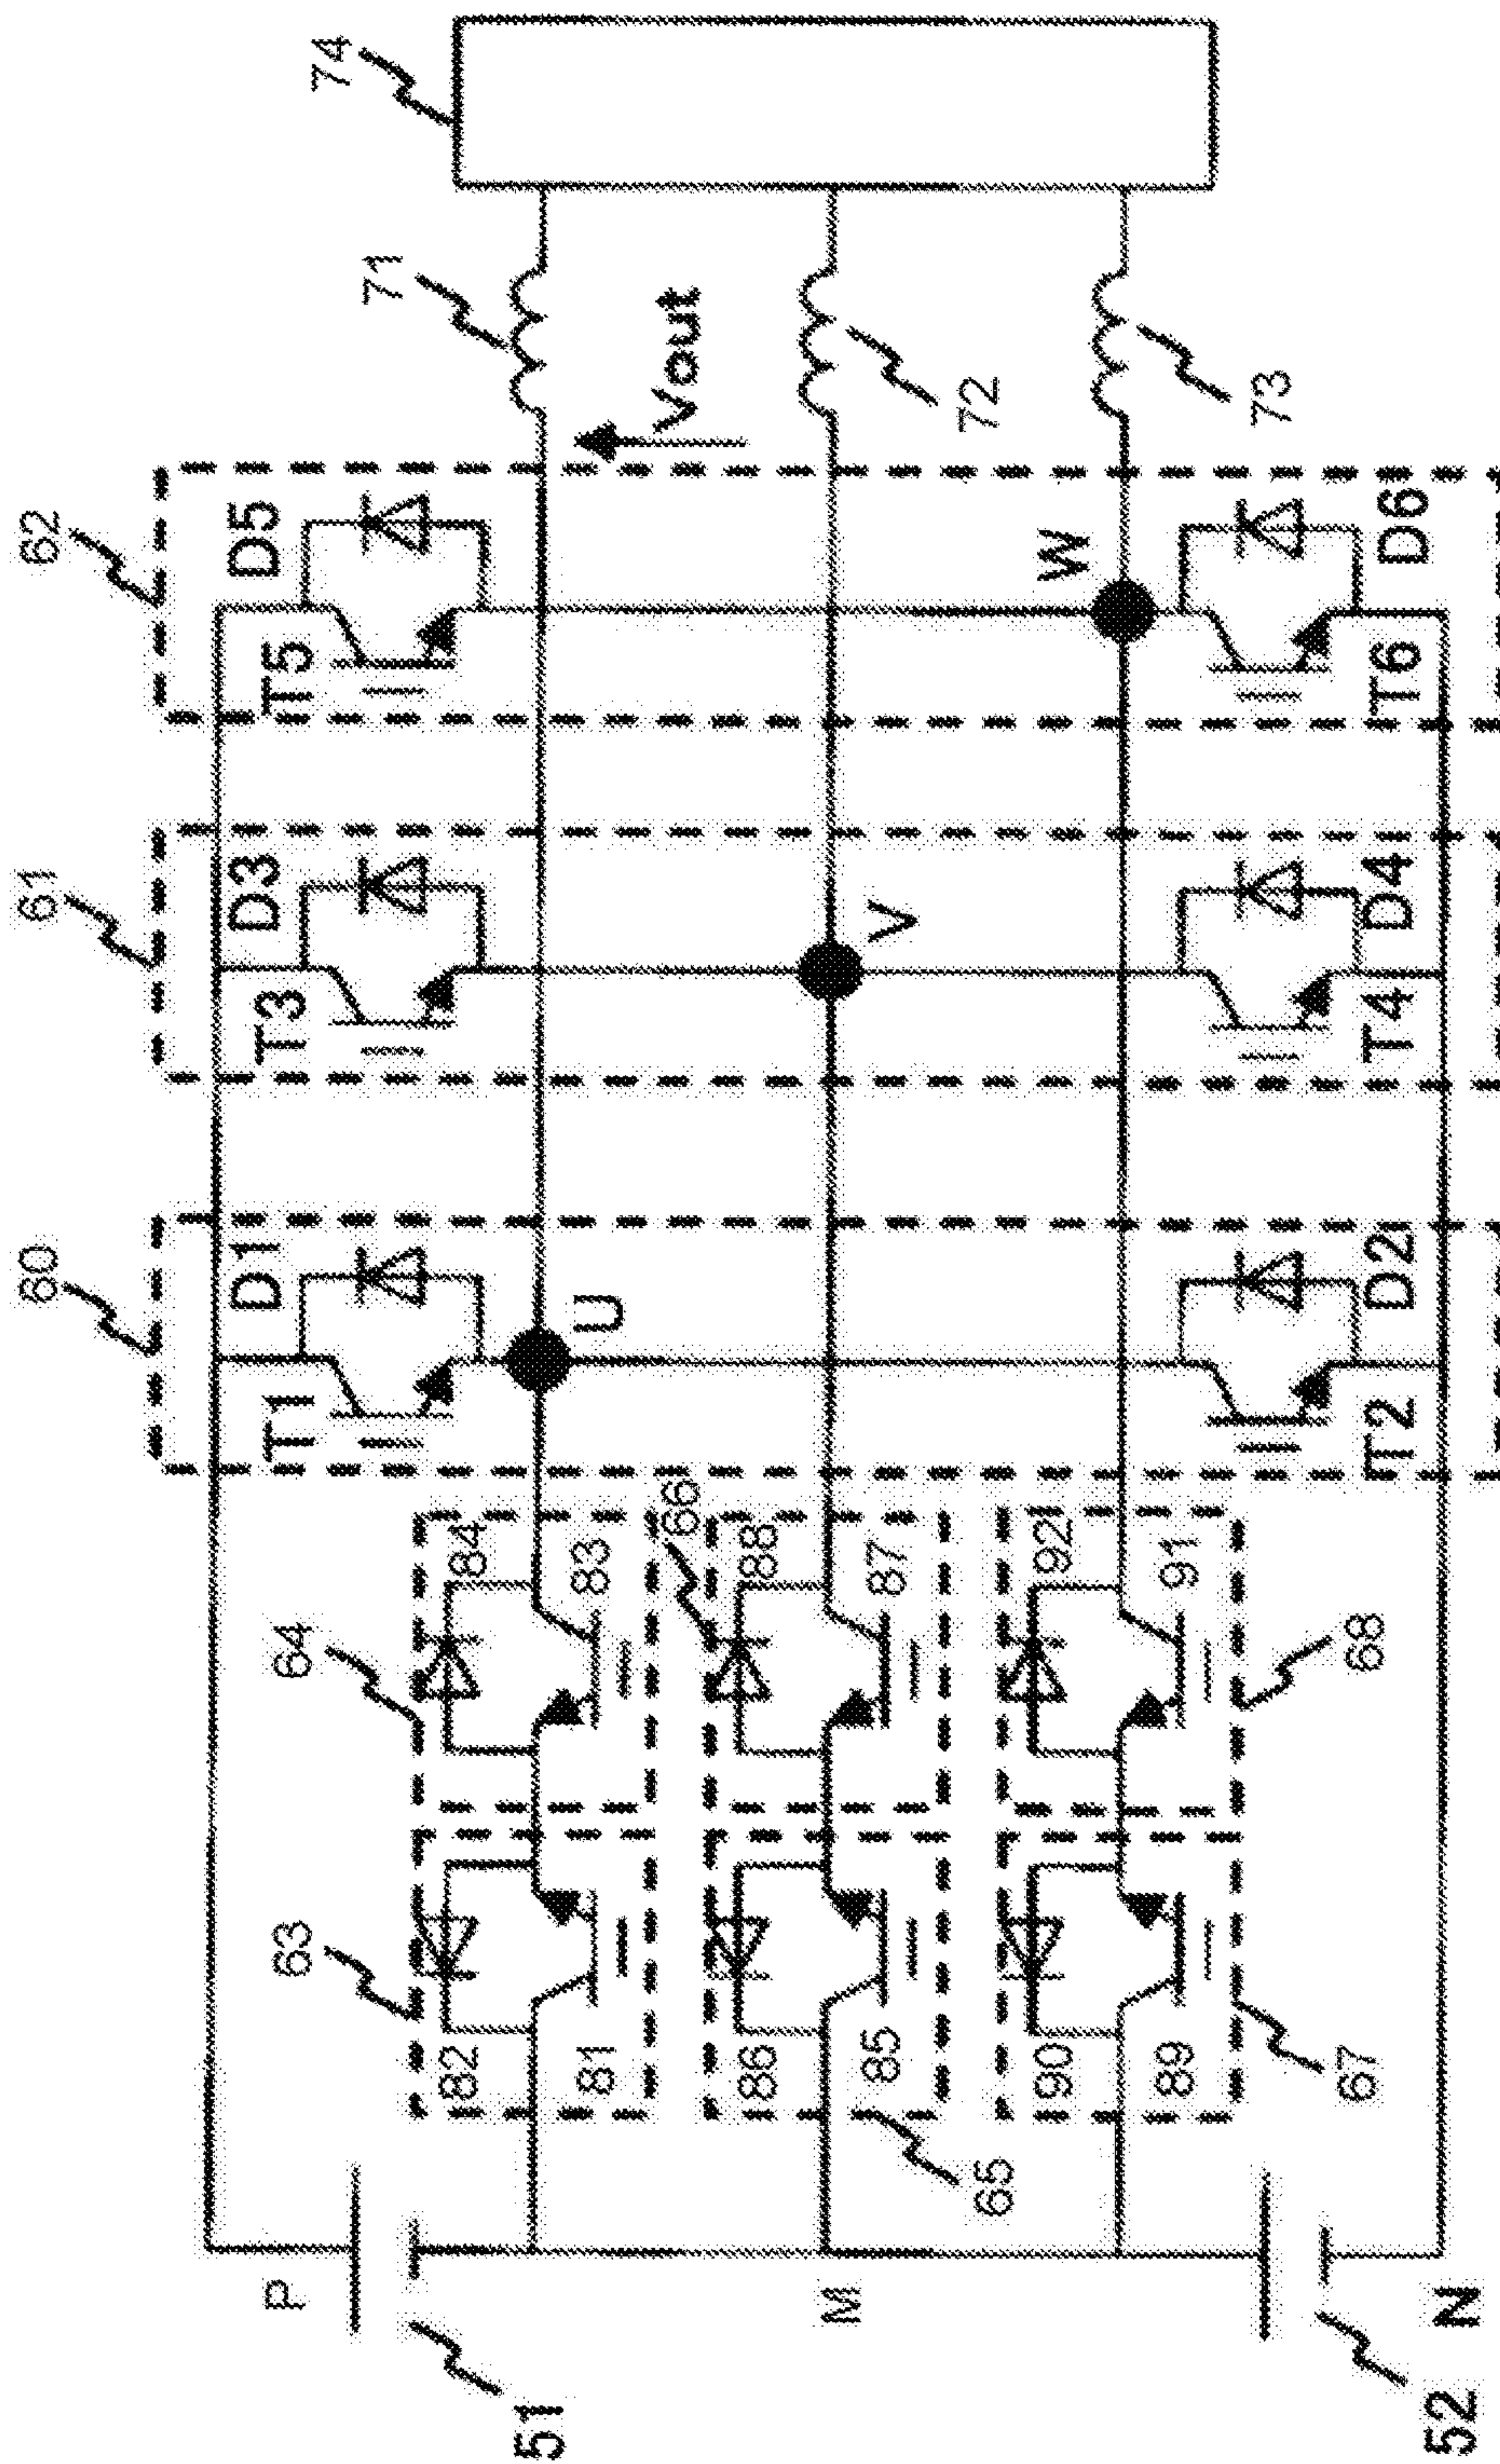 60 61 62
D1 D3 D5
P 63 64 T1 T3 T5 74
71
82 84
51 81 83 U
66 Vout
86 88
M 85 87 V
65 72
90 92 W
89 91 73
67 68
T2 D2 T4 D4 T6 D6
52 N